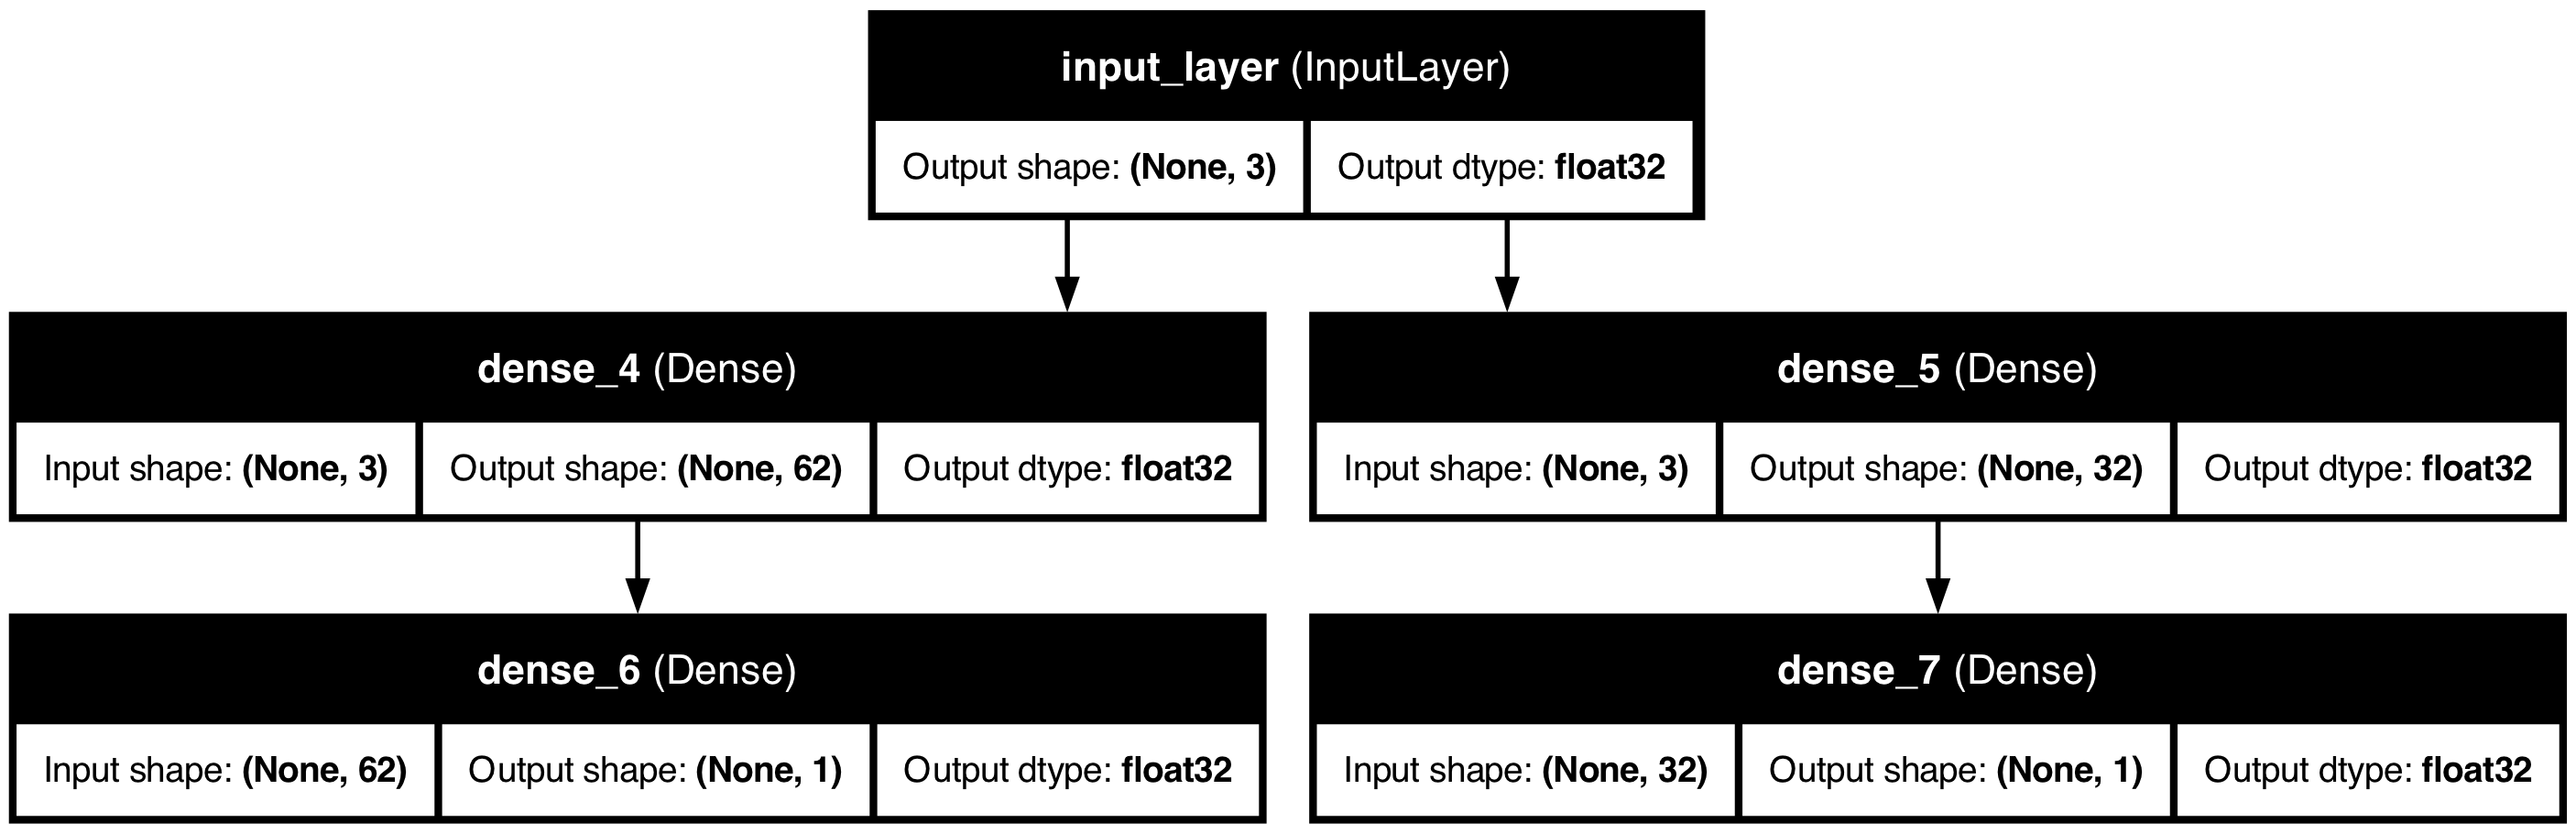 input_layer (InputLayer)
Output shape: (None, 3) Output dtype: float32
dense_4 (Dense)
Input shape: (None, 3) Output shape: (None, 62) Output dtype: float32
dense_5 (Dense)
Input shape: (None, 3) Output shape: (None, 32) Output dtype: float32
dense_6 (Dense)
Input shape: (None, 62) Output shape: (None, 1) Output dtype: float32
dense_7 (Dense)
Input shape: (None, 32) Output shape: (None, 1) Output dtype: float32